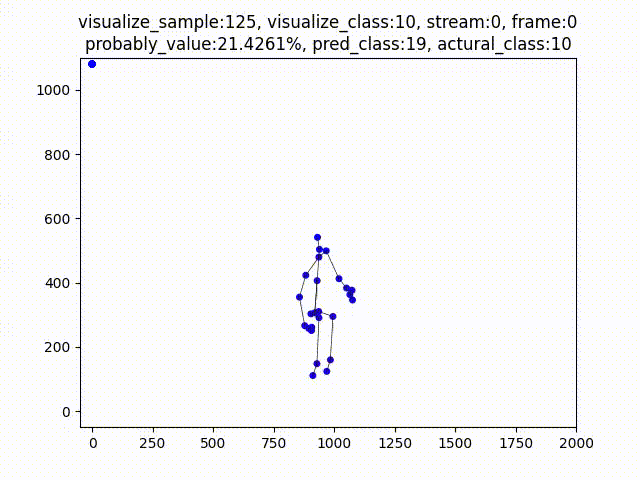 visualize_sample:125, visualize_class:10, stream:0, frame:0
probably_value:21.4261%, pred_class:19, actural_class:10
1000
800
600
400
200
0
0 250 500 750 1000 1250 1500 1750 2000